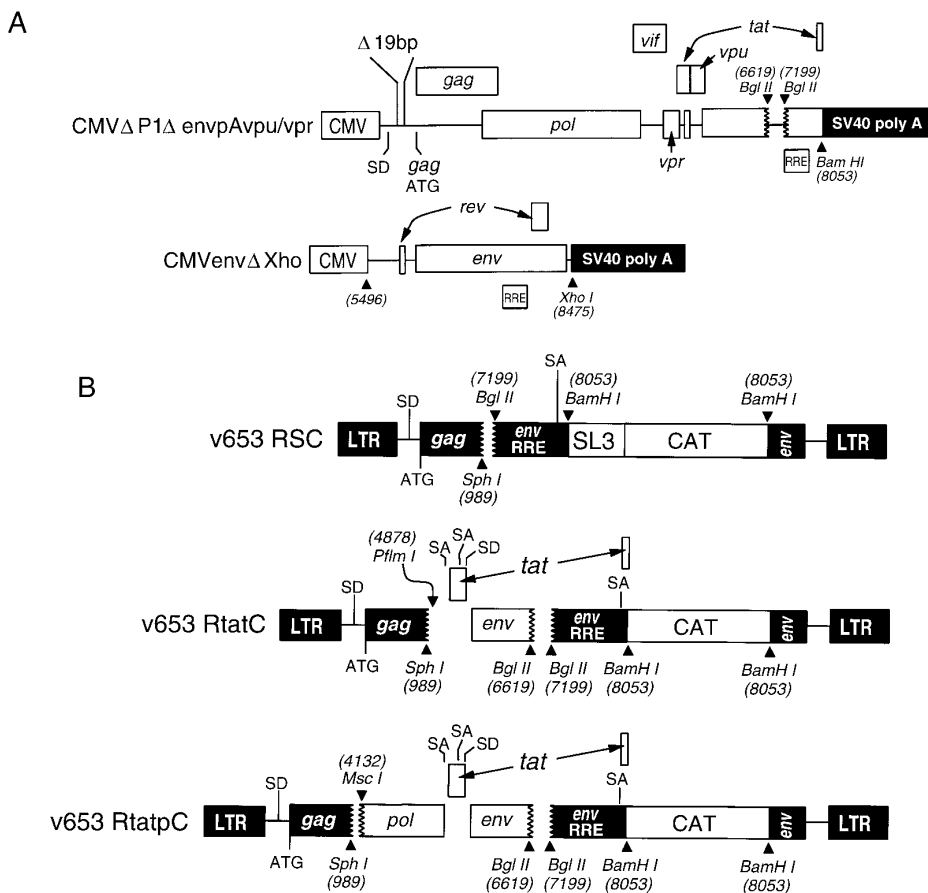 A
Δ 19bp
vif
tat
vpu
gag
(6619)
Bgl II
(7199)
Bgl II
CMVΔ P1Δ envpAvpu/vpr
CMV
pol
SV40 poly A
SD
gag
ATG
vpr
RRE
Bam HI
(8053)
rev
CMVenvΔ Xho
CMV
env
SV40 poly A
(5496)
RRE
Xho I
(8475)
B
SA
(7199)
Bgl II
(8053)
BamH I
(8053)
BamH I
SD
v653 RSC
LTR
gag
env
RRE
SL3
CAT
env
LTR
ATG
Sph I
(989)
(4878)
Pflm I
SA
SA
SD
tat
SD
SA
v653 RtatC
LTR
gag
env
env
RRE
CAT
env
LTR
ATG
Sph I
(989)
Bgl II
(6619)
Bgl II
(7199)
BamH I
(8053)
BamH I
(8053)
SA
SA
SD
(4132)
Msc I
tat
SD
SA
v653 RtatpC
LTR
gag
pol
env
env
RRE
CAT
env
LTR
ATG
Sph I
(989)
Bgl II
(6619)
Bgl II
(7199)
BamH I
(8053)
BamH I
(8053)